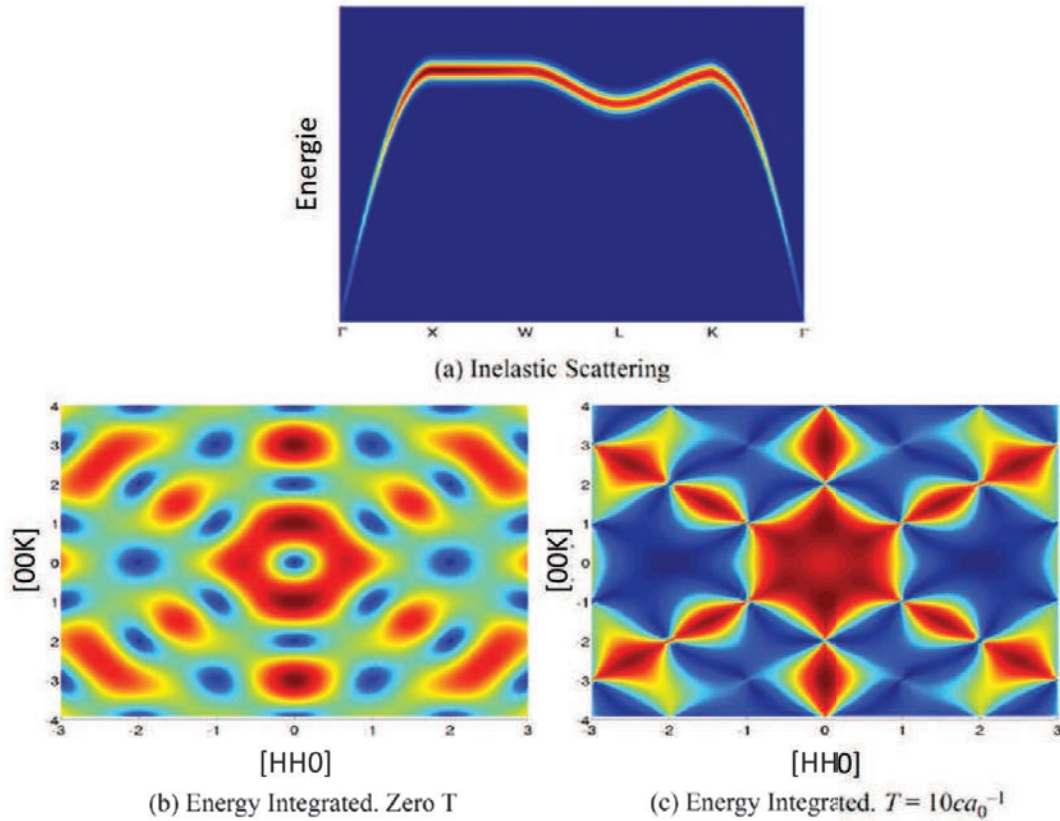 Energie
Γ X W L K Γ
(a) Inelastic Scattering
4
3
2
1
0
-1
-2
-3
-4
[00K]
-3 -2 -1 0 1 2 3
[HH0]
(b) Energy Integrated. Zero T
4
3
2
1
0
-1
-2
-3
-4
[00K]
-3 -2 -1 0 1 2 3
[HH0]
(c) Energy Integrated. T = 10ca₀⁻¹